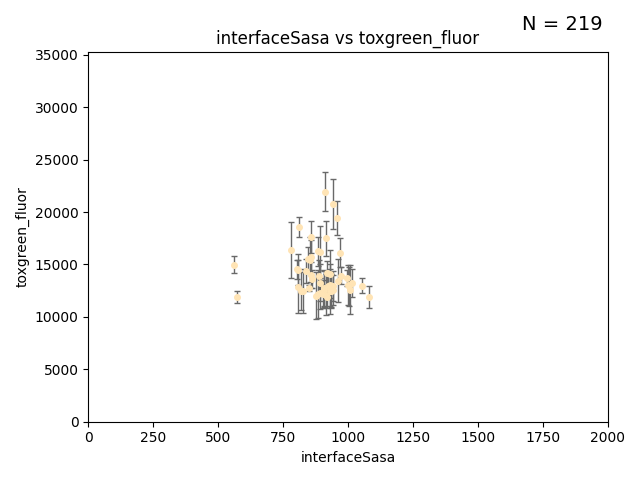 N = 219
interfaceSasa vs toxgreen_fluor
toxgreen_fluor
35000
30000
25000
20000
15000
10000
5000
0
0 250 500 750 1000 1250 1500 1750 2000
interfaceSasa